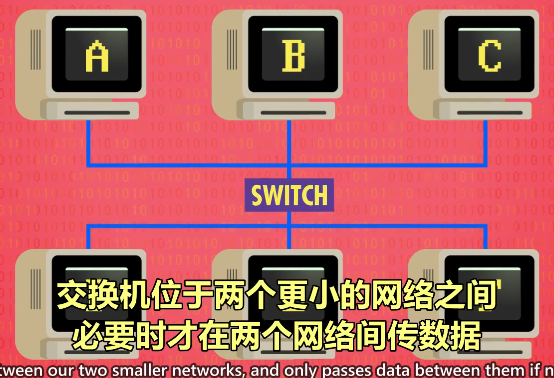 A B C
SWITCH
交换机位于两个更小的网络之间
必要时才在两个网络间传数据
our two smaller networks, and only passes data between them if